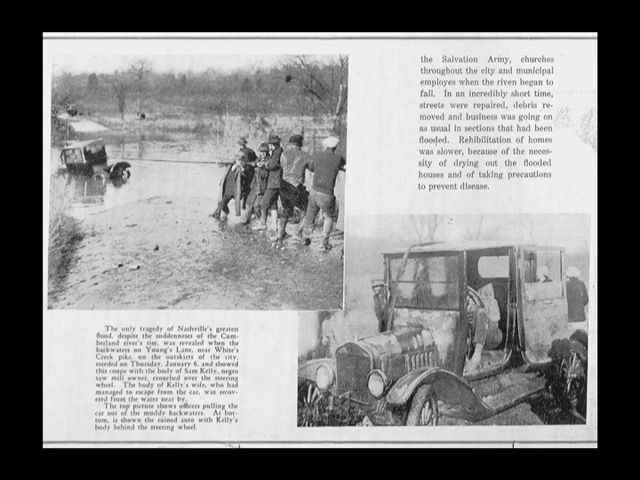 the Salvation Army, churches
throughout the city and municipal
employes when the riven began to
fall. In an incredibly short time,
streets were repaired, debris re-
moved and business was going on
as usual in sections that had been
flooded. Rehibilitation of homes
was slower, because of the neces-
sity of drying out the flooded
houses and of taking precautions
to prevent disease.
The only tragedy of Nashville's greatest
flood, despite the suddenness of the Cum-
berland river's rise, was revealed when the
backwaters on Young's Lane, near White's
Creek pike, on the outskirts of the city,
receded on Thursday, January 6, and showed
this coupe with the body of Sam Kelly, negro
saw mill owner, crouched over the steering
wheel. The body of Kelly's wife, who had
managed to escape from the car, was recov-
ered from the water near by.
The top picture shows officers pulling the
car out of the muddy backwaters. At bot-
tom, is shown the ruined auto with Kelly's
body behind the steering wheel.